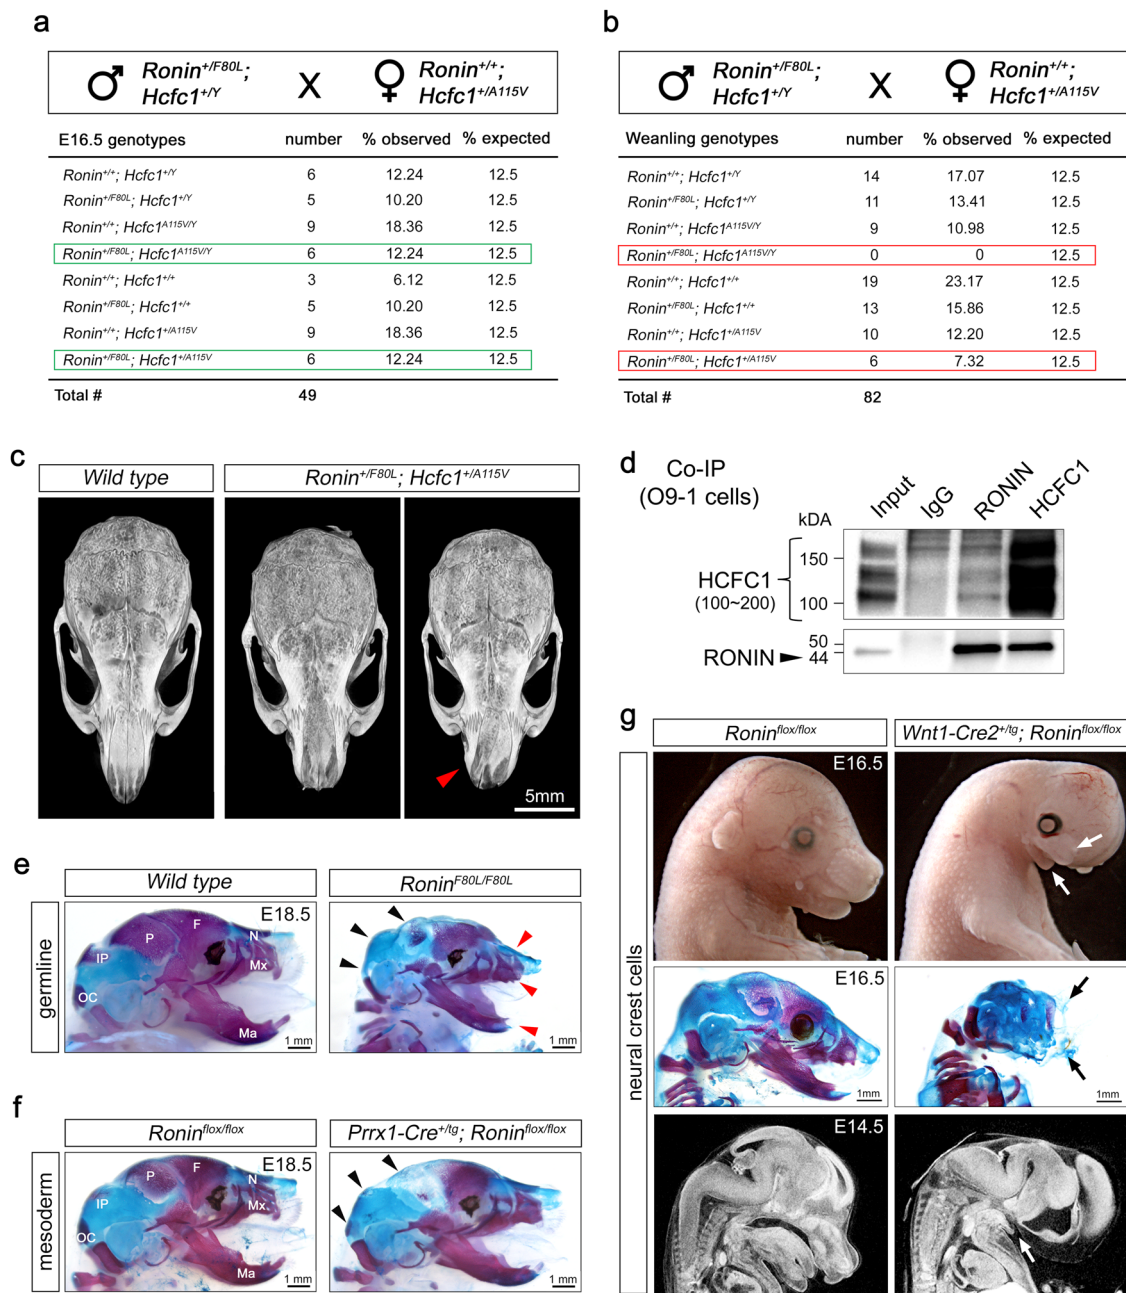 a
♂ Ronin+/F80L; X ♀ Ronin+/+;
Hcfc1+/Y Hcfc1+/A115V
E16.5 genotypes number % observed % expected
Ronin+/+; Hcfc1+/Y 6 12.24 12.5
Ronin+/F80L; Hcfc1+/Y 5 10.20 12.5
Ronin+/+; Hcfc1A115V/Y 9 18.36 12.5
Ronin+/F80L; Hcfc1A115V/Y 6 12.24 12.5
Ronin+/+; Hcfc1+/+ 3 6.12 12.5
Ronin+/F80L; Hcfc1+/+ 5 10.20 12.5
Ronin+/+; Hcfc1+/A115V 9 18.36 12.5
Ronin+/F80L; Hcfc1+/A115V 6 12.24 12.5
Total # 49
b
♂ Ronin+/F80L; X ♀ Ronin+/+;
Hcfc1+/Y Hcfc1+/A115V
Weanling genotypes number % observed % expected
Ronin+/+; Hcfc1+/Y 14 17.07 12.5
Ronin+/F80L; Hcfc1+/Y 11 13.41 12.5
Ronin+/+; Hcfc1A115V/Y 9 10.98 12.5
Ronin+/F80L; Hcfc1A115V/Y 0 0 12.5
Ronin+/+; Hcfc1+/+ 19 23.17 12.5
Ronin+/F80L; Hcfc1+/+ 13 15.86 12.5
Ronin+/+; Hcfc1+/A115V 10 12.20 12.5
Ronin+/F80L; Hcfc1+/A115V 6 7.32 12.5
Total # 82
c
Wild type Ronin+/F80L; Hcfc1+/A115V
5mm
d
Co-IP
(O9-1 cells)
Input IgG RONIN HCFC1
kDA
150
HCFC1
(100~200)
100
50
RONIN 44
e
Wild type RoninF80L/F80L
germline
E18.5
P F N
IP Mx
OC
Ma
1 mm
1 mm
f
Roninflox/flox Prrx1-Cre+/tg; Roninflox/flox
mesoderm
E18.5
P F N
IP Mx
OC
Ma
1 mm
1 mm
g
Roninflox/flox Wnt1-Cre2+/tg; Roninflox/flox
neural crest cells
E16.5
E16.5
1mm
1mm
E14.5